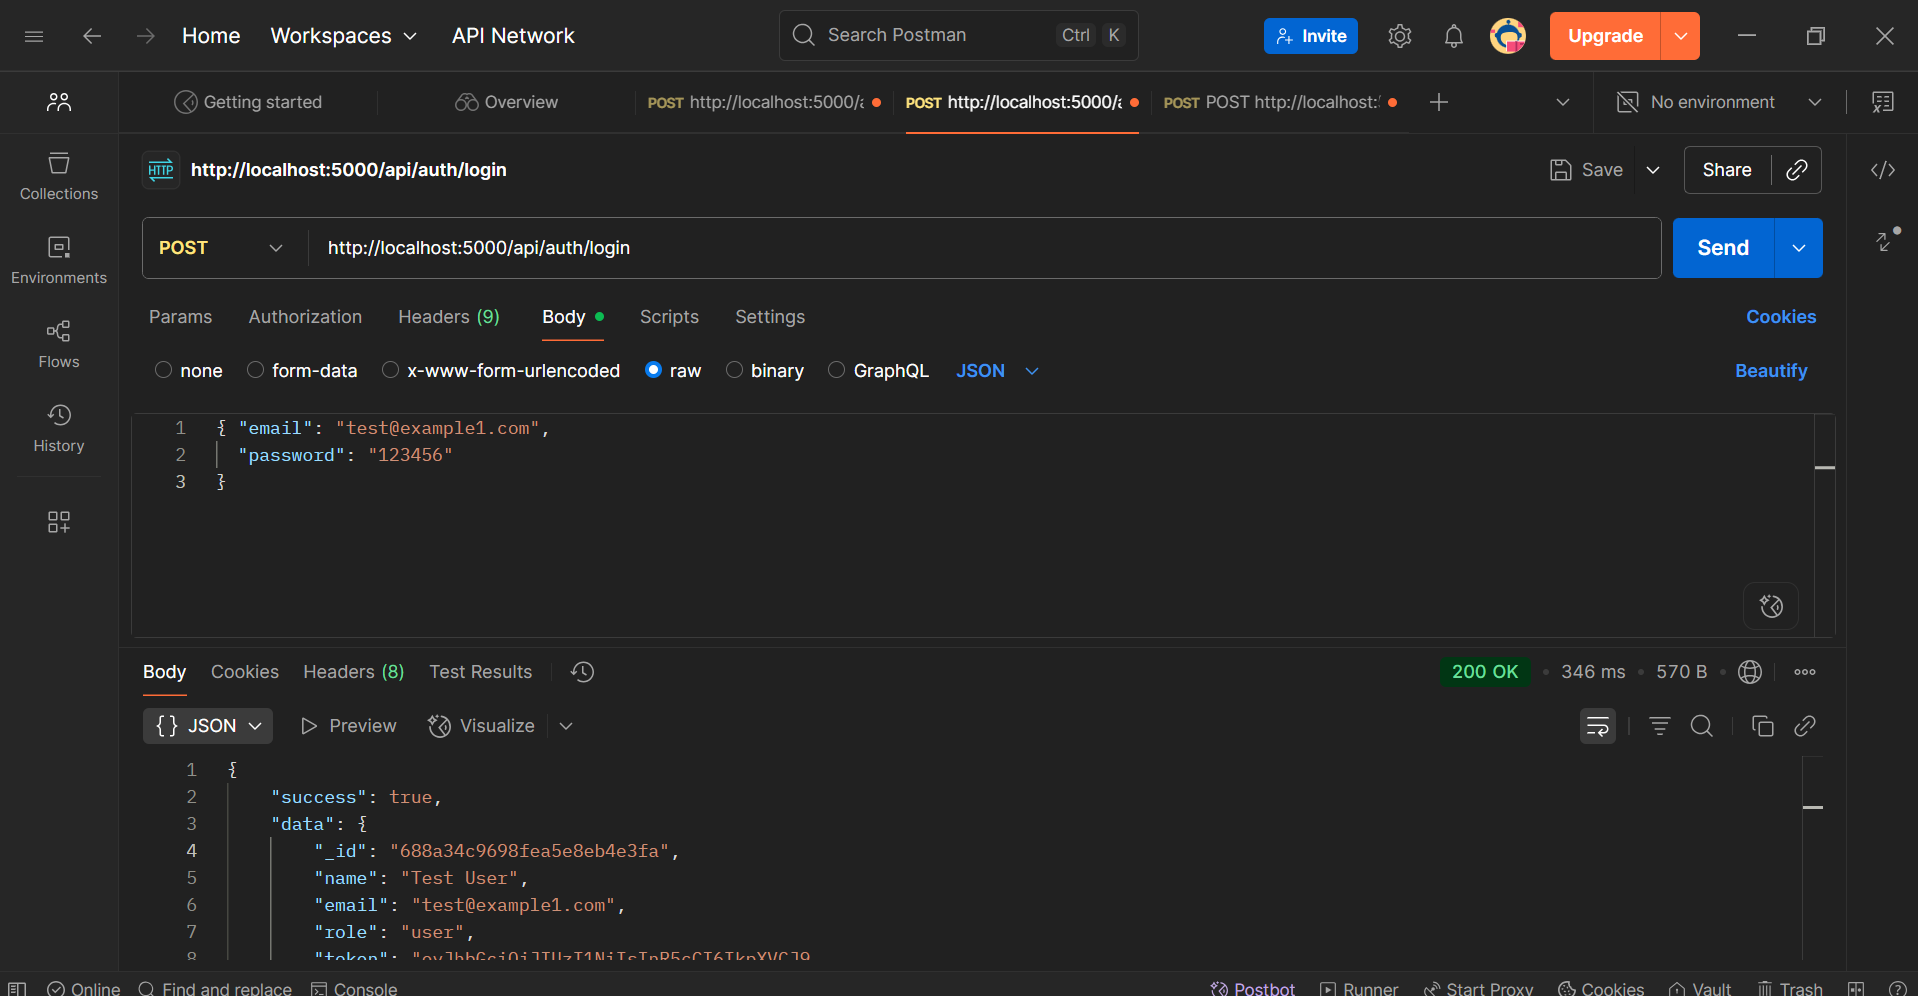 Home Workspaces API Network Search Postman Ctrl K Invite Upgrade
Getting started Overview POST http://localhost:5000/a POST http://localhost:5000/a POST POST http://localhost: No environment
HTTP http://localhost:5000/api/auth/login Save Share
Collections
POST http://localhost:5000/api/auth/login Send
Environments
Params Authorization Headers (9) Body Scripts Settings Cookies
Flows
none form-data x-www-form-urlencoded raw binary GraphQL JSON Beautify
History
1 { "email": "test@example1.com",
2 "password": "123456"
3 }
Body Cookies Headers (8) Test Results 200 OK • 346 ms • 570 B •
{} JSON Preview Visualize
1 {
2 "success": true,
3 "data": {
4 "_id": "688a34c9698fea5e8eb4e3fa",
5 "name": "Test User",
6 "email": "test@example1.com",
7 "role": "user",
8 "token": "eyJhbGciOiJIUzI1NiIsInR5cCI6IkpXVCJ9
Online Find and replace Console Postbot Runner Start Proxy Cookies Vault Trash